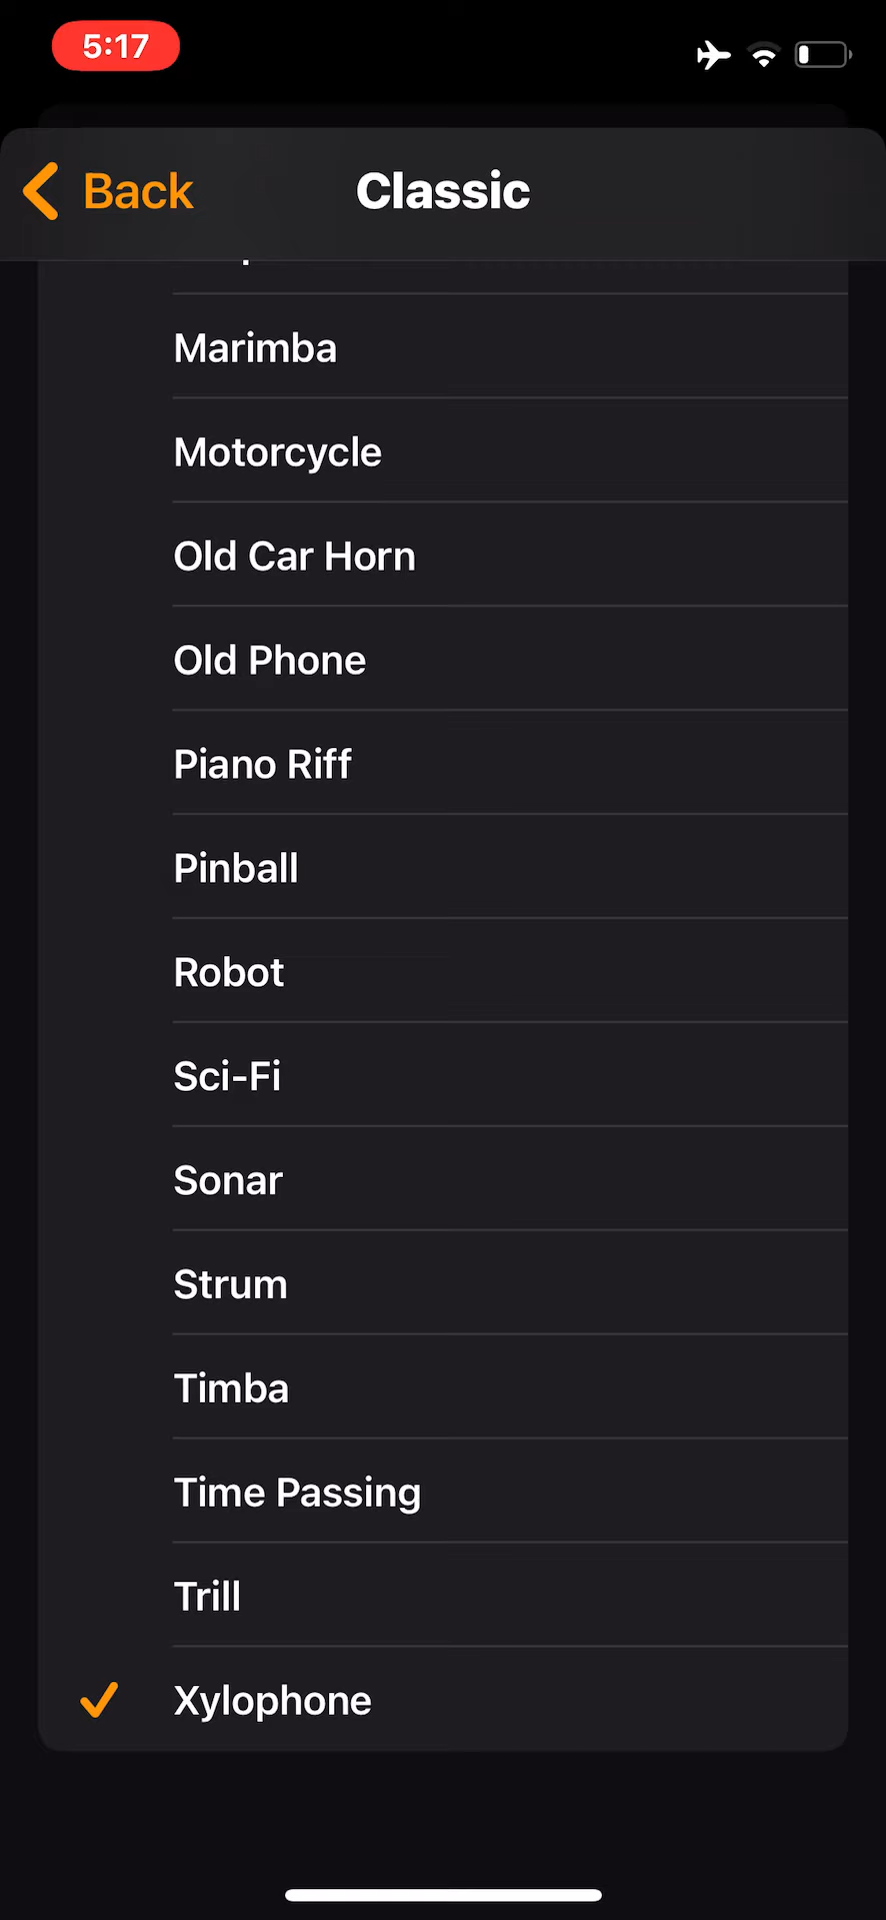 5:17
Back
Classic
Marimba
Motorcycle
Old Car Horn
Old Phone
Piano Riff
Pinball
Robot
Sci-Fi
Sonar
Strum
Timba
Time Passing
Trill
Xylophone